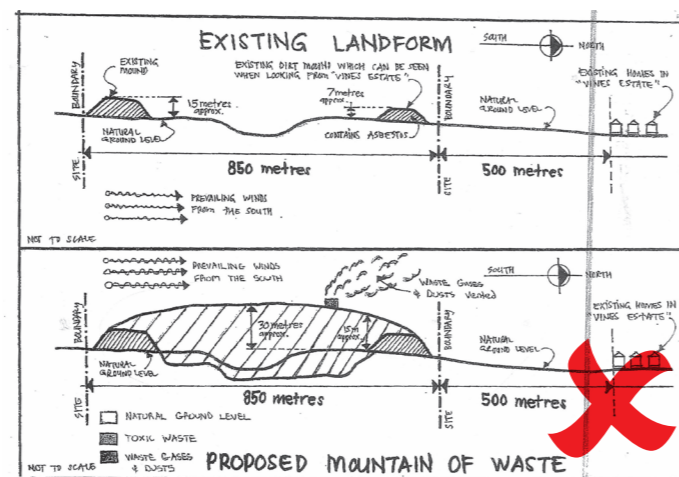 EXISTING LANDFORM
SOUTH
NORTH
EXISTING
MOUND
EXISTING DIRT MOUND WHICH CAN BE SEEN
WHEN LOOKING FROM "VINES ESTATE"
EXISTING HOMES IN
"VINES ESTATE"
BOUNDARY
15 metres
approx.
7 metres
approx.
BOUNDARY
NATURAL
GROUND LEVEL
NATURAL
GROUND LEVEL
CONTAINS ASBESTOS
850 metres
500 metres
SITE
SITE
PREVAILING WINDS
FROM THE SOUTH
NOT TO SCALE
PREVAILING WINDS
FROM THE SOUTH
WASTE GASES
& DUSTS VENTED
SOUTH
NORTH
EXISTING HOMES IN
"VINES ESTATE"
BOUNDARY
30 metres
approx.
15m
approx.
BOUNDARY
NATURAL
GROUND LEVEL
NATURAL
GROUND LEVEL
850 metres
500 metres
SITE
SITE
NATURAL GROUND LEVEL
TOXIC WASTE
WASTE GASES
& DUSTS
NOT TO SCALE
PROPOSED MOUNTAIN OF WASTE